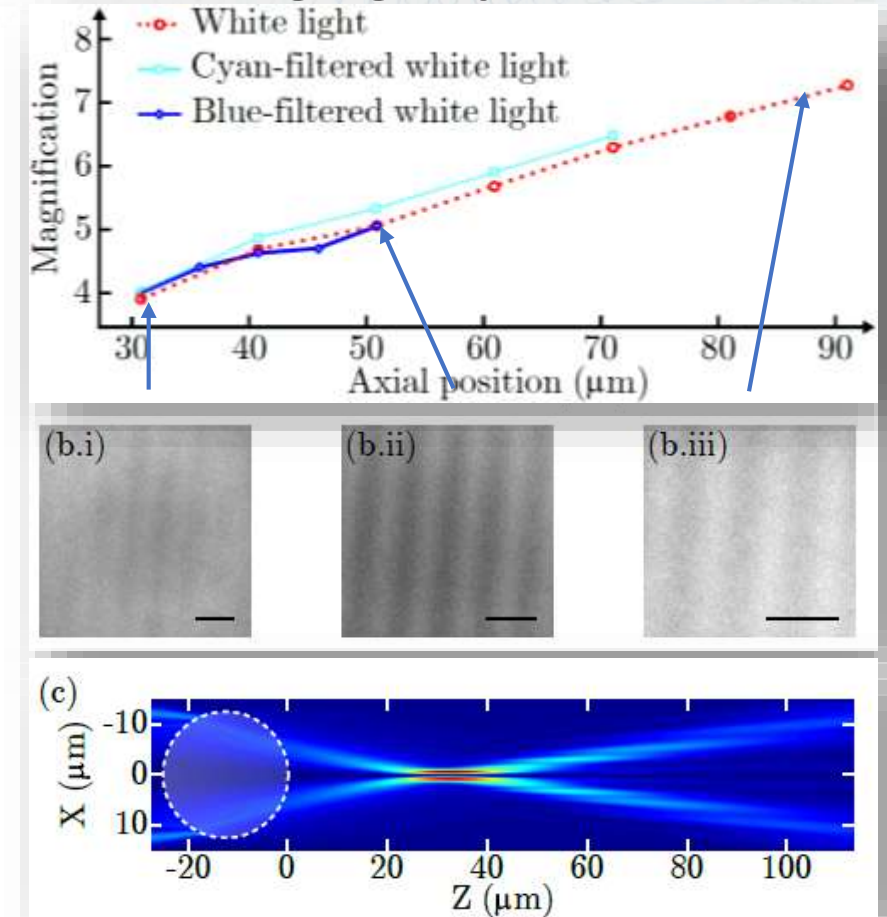 White light
Cyan-filtered white light
Blue-filtered white light
Magnification
8
7
6
5
4
30 40 50 60 70 80 90
Axial position (μm)
(b.i) (b.ii) (b.iii)
(c)
X (μm)
-10
0
10
-20 0 20 40 60 80 100
Z (μm)